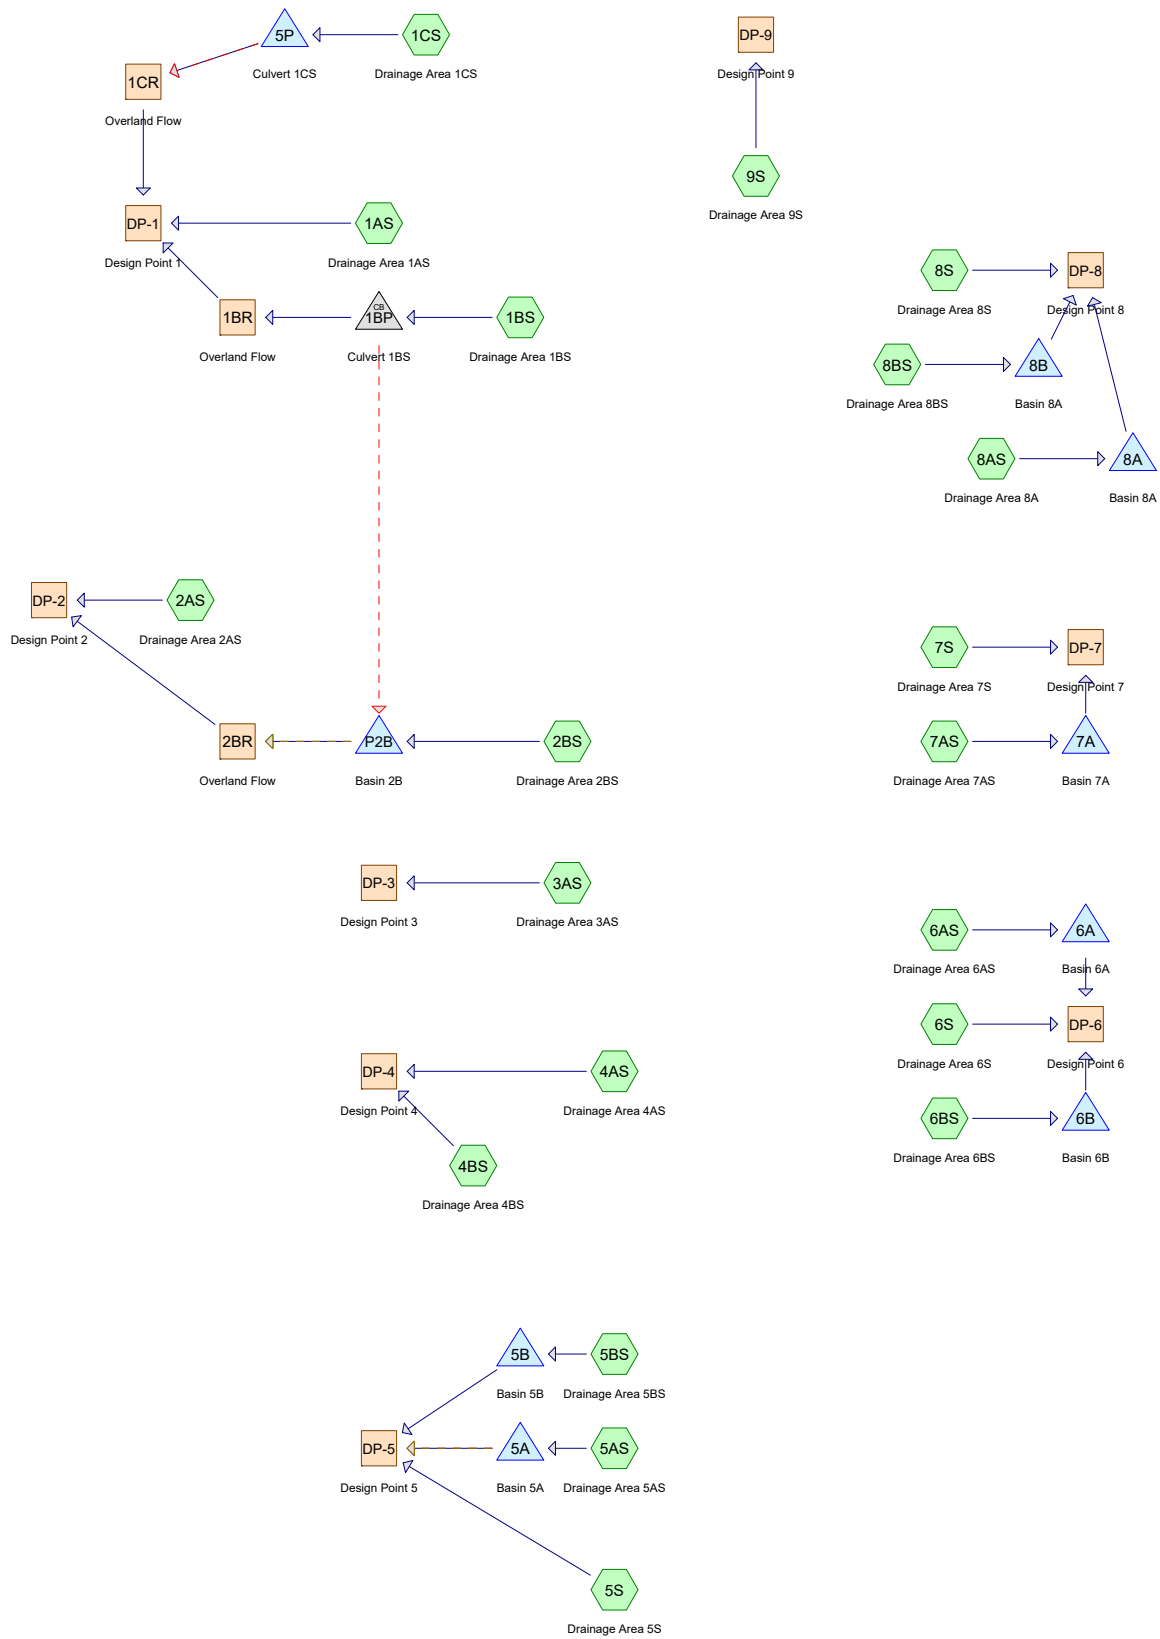 5P
1CS
DP-9
Culvert 1CS
Drainage Area 1CS
Design Point 9
1CR
Overland Flow
9S
Drainage Area 9S
DP-1
1AS
Design Point 1
Drainage Area 1AS
8S
DP-8
Drainage Area 8S
Design Point 8
1BR
CB
1BP
1BS
Overland Flow
Culvert 1BS
Drainage Area 1BS
8BS
8B
Drainage Area 8BS
Basin 8A
8AS
8A
Drainage Area 8A
Basin 8A
DP-2
2AS
Design Point 2
Drainage Area 2AS
7S
DP-7
Drainage Area 7S
Design Point 7
2BR
P2B
2BS
7AS
7A
Overland Flow
Basin 2B
Drainage Area 2BS
Drainage Area 7AS
Basin 7A
DP-3
3AS
Design Point 3
Drainage Area 3AS
6AS
6A
Drainage Area 6AS
Basin 6A
6S
DP-6
Drainage Area 6S
Design Point 6
DP-4
4AS
Design Point 4
Drainage Area 4AS
6BS
6B
Drainage Area 6BS
Basin 6B
4BS
Drainage Area 4BS
5B
5BS
Basin 5B
Drainage Area 5BS
DP-5
5A
5AS
Design Point 5
Basin 5A
Drainage Area 5AS
5S
Drainage Area 5S